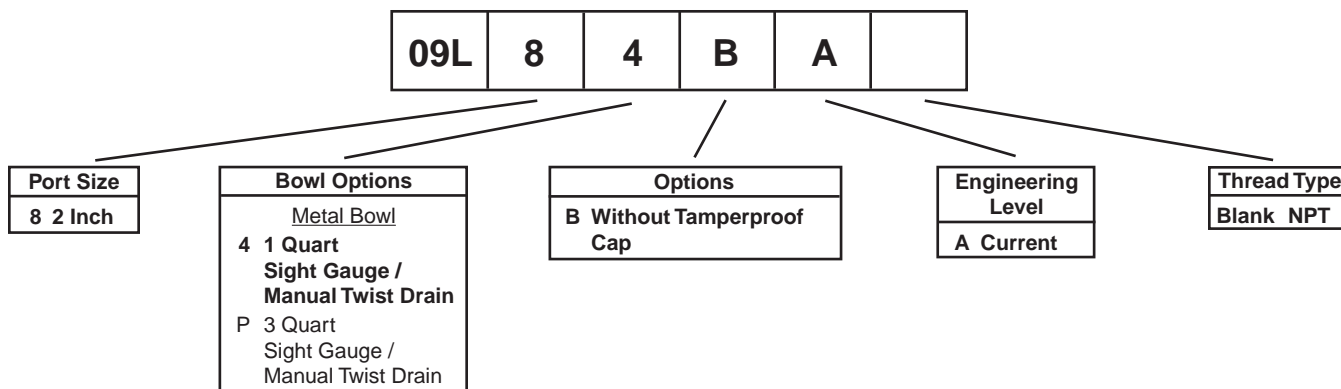 09L 8 4 B A
Port Size
8 2 Inch
Bowl Options
Metal Bowl
4 1 Quart
Sight Gauge /
Manual Twist Drain
P 3 Quart
Sight Gauge /
Manual Twist Drain
Options
B Without Tamperproof
Cap
Engineering
Level
A Current
Thread Type
Blank NPT